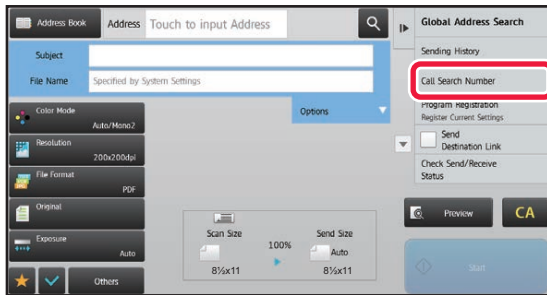 Address Book
Address
Touch to input Address
Global Address Search
Subject
Sending History
File Name
Specified by System Settings
Call Search Number
Color Mode
Auto/Mono2
Options
Program Registration
Register Current Settings
Resolution
200x200dpi
Send
Destination Link
File Format
PDF
Check Send/Receive
Status
Original
Scan Size
100%
Send Size
Auto
8½x11
8½x11
Preview
CA
Exposure
Auto
Start
Others